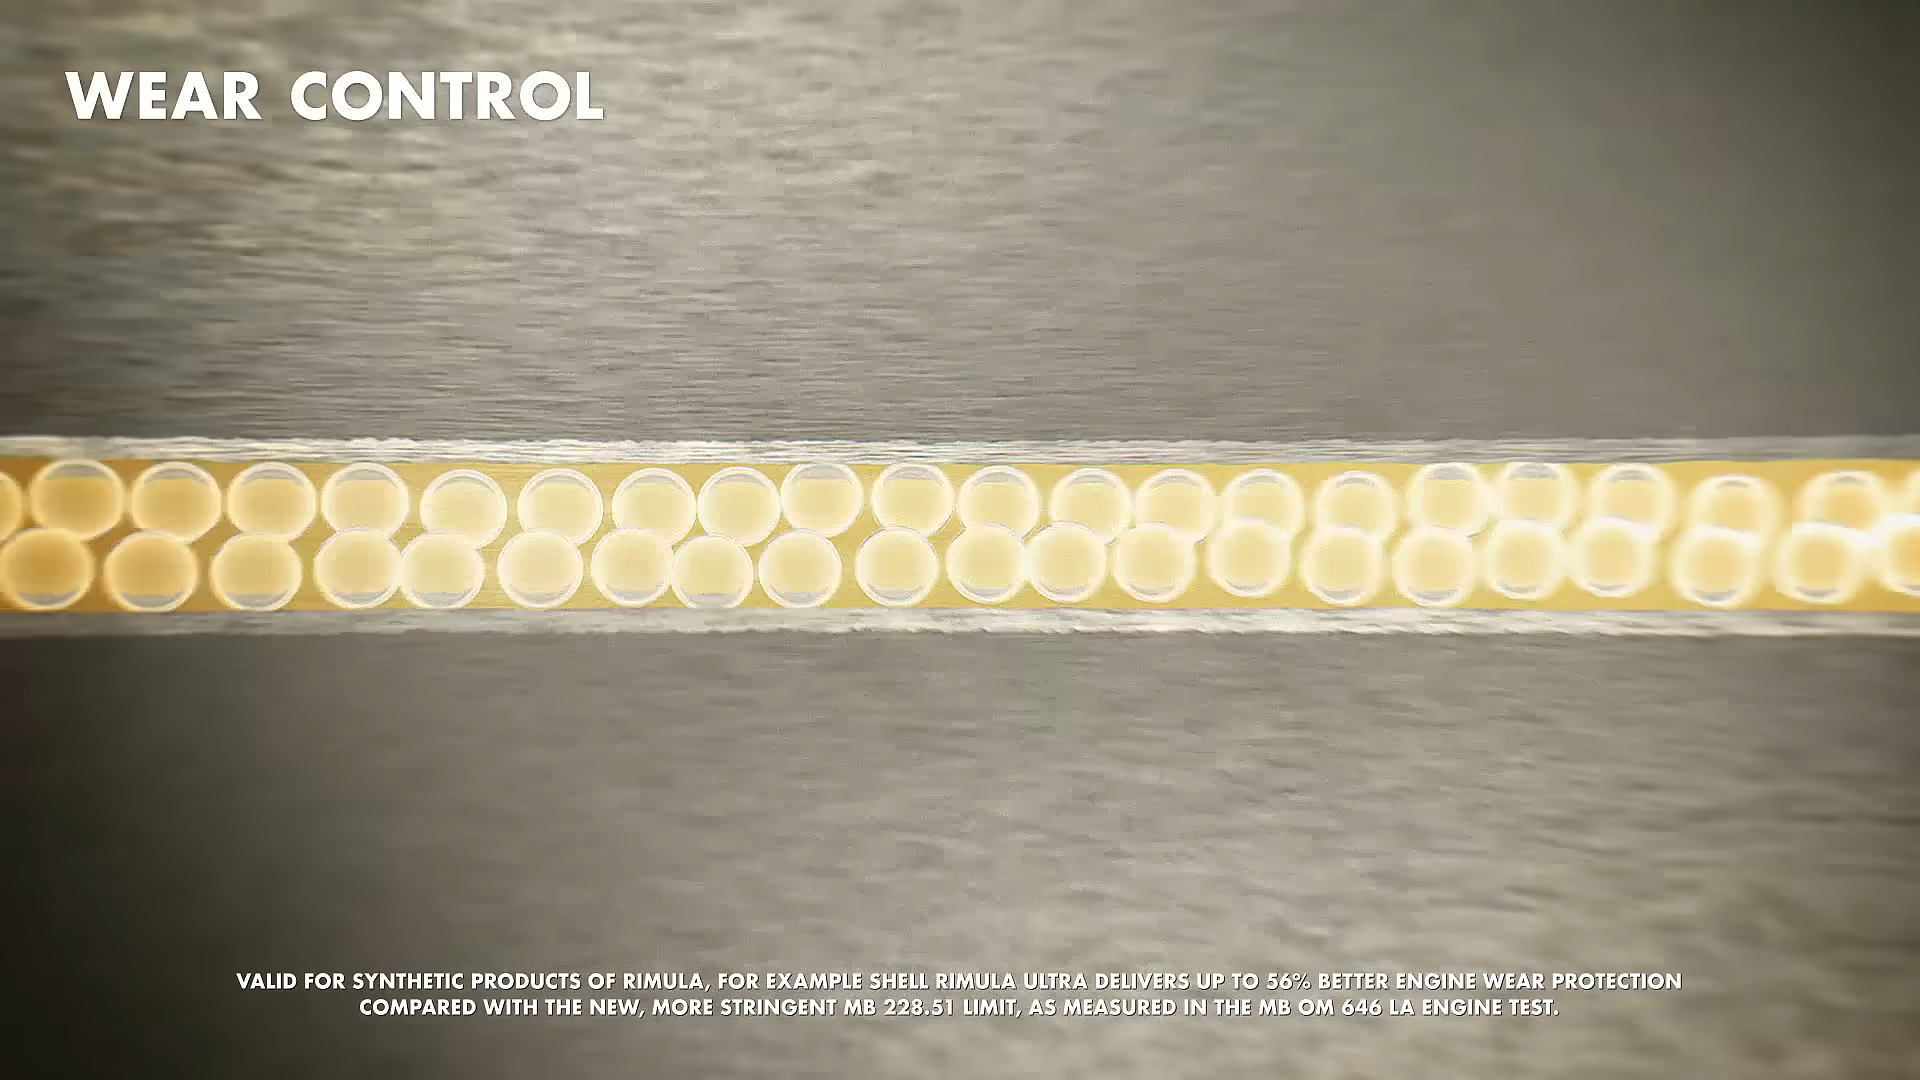 WEAR CONTROL
VALID FOR SYNTHETIC PRODUCTS OF RIMULA, FOR EXAMPLE SHELL RIMULA ULTRA DELIVERS UP TO 56% BETTER ENGINE WEAR PROTECTION
COMPARED WITH THE NEW, MORE STRINGENT MB 228.51 LIMIT, AS MEASURED IN THE MB OM 646 LA ENGINE TEST.